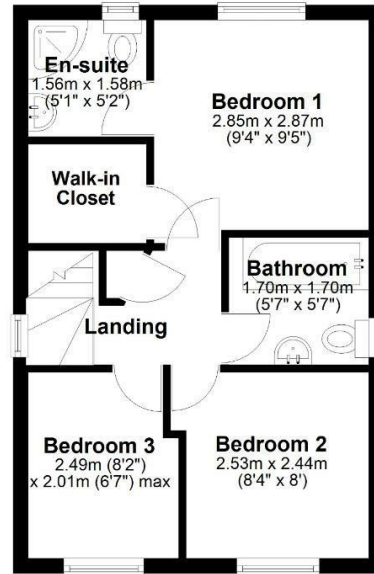 En-suite
1.56m x 1.58m
(5'1" x 5'2")
Bedroom 1
2.85m x 2.87m
(9'4" x 9'5")
Walk-in
Closet
Bathroom
1.70m x 1.70m
(5'7" x 5'7")
Landing
Bedroom 3
2.49m (8'2")
x 2.01m (6'7") max
Bedroom 2
2.53m x 2.44m
(8'4" x 8')